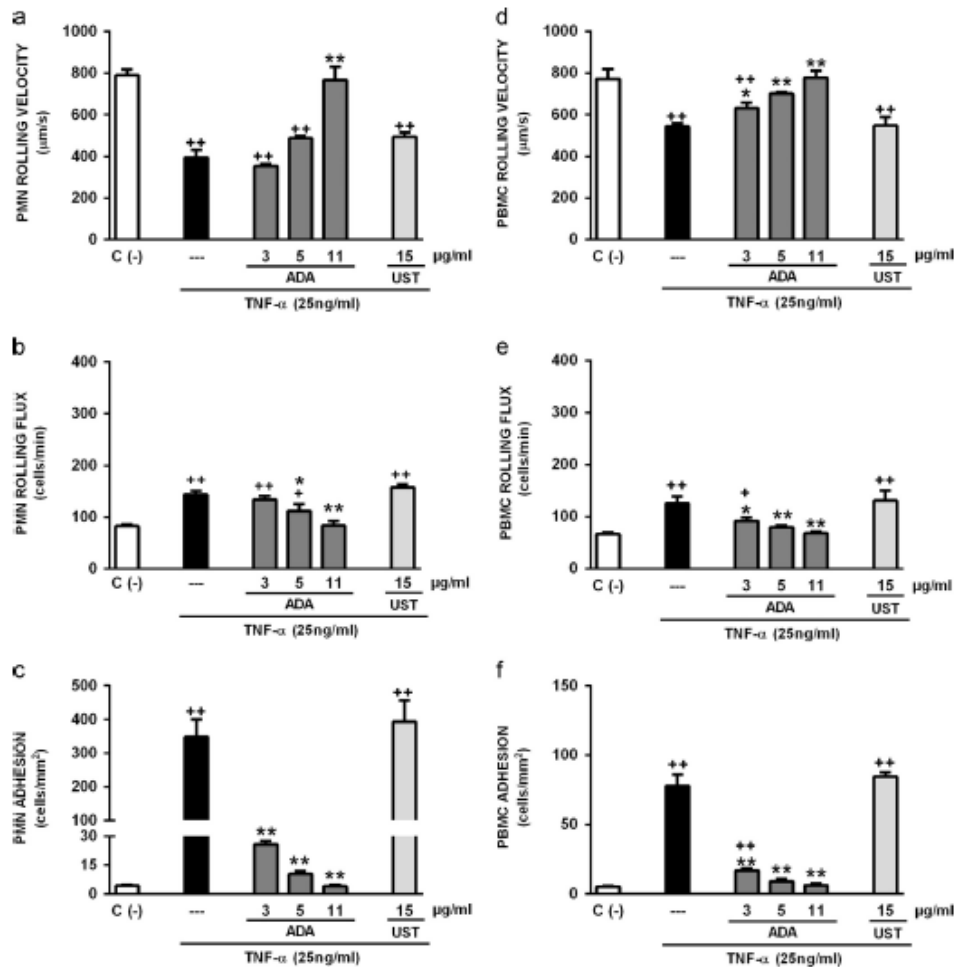 a
PMN ROLLING VELOCITY
(µm/s)
1000
800
600
400
200
0
++
++
++
**
++
C (-)
---
3
5
11
15
µg/ml
ADA
UST
TNF-α (25ng/ml)
d
PBMC ROLLING VELOCITY
(µm/s)
1000
800
600
400
200
0
++
++
*
**
**
++
C (-)
---
3
5
11
15
µg/ml
ADA
UST
TNF-α (25ng/ml)
b
PMN ROLLING FLUX
(cells/min)
400
300
200
100
0
++
++
*
+
**
++
C (-)
---
3
5
11
15
µg/ml
ADA
UST
TNF-α (25ng/ml)
e
PBMC ROLLING FLUX
(cells/min)
400
300
200
100
0
++
+
*
**
**
++
C (-)
---
3
5
11
15
µg/ml
ADA
UST
TNF-α (25ng/ml)
c
PMN ADHESION
(cells/mm²)
500
400
300
200
100
30
15
0
++
**
**
**
++
C (-)
---
3
5
11
15
µg/ml
ADA
UST
TNF-α (25ng/ml)
f
PBMC ADHESION
(cells/mm²)
150
100
50
0
++
++
**
**
**
++
C (-)
---
3
5
11
15
µg/ml
ADA
UST
TNF-α (25ng/ml)